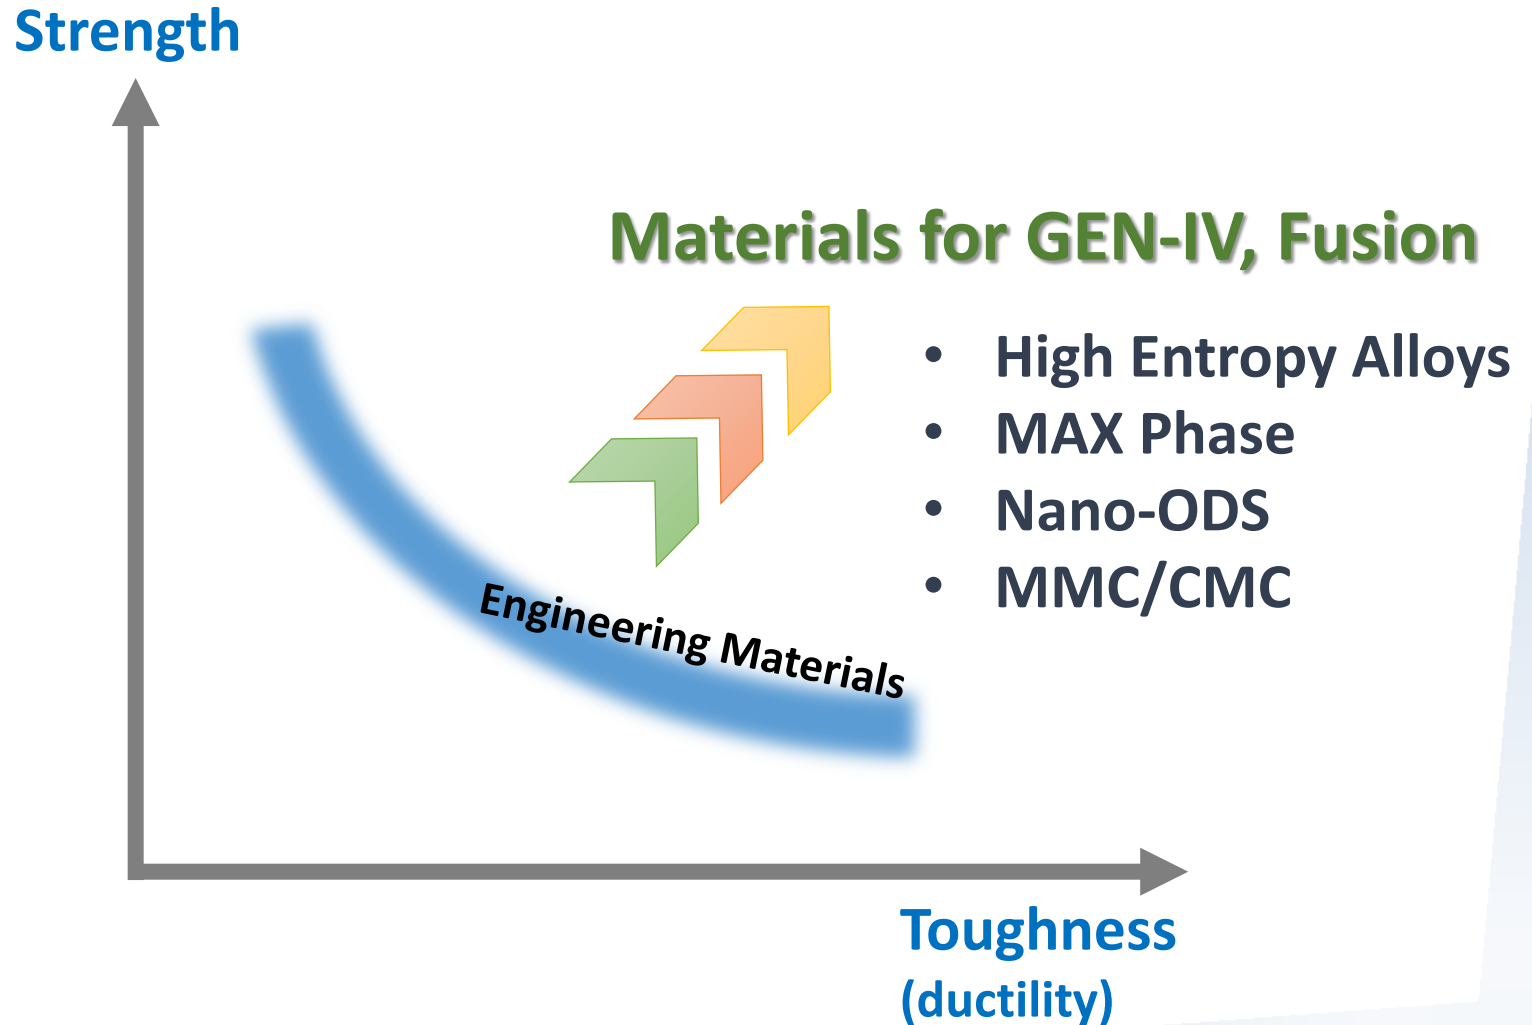 Strength
Materials for GEN-IV, Fusion
• High Entropy Alloys
• MAX Phase
• Nano-ODS
• MMC/CMC
Engineering Materials
Toughness
(ductility)